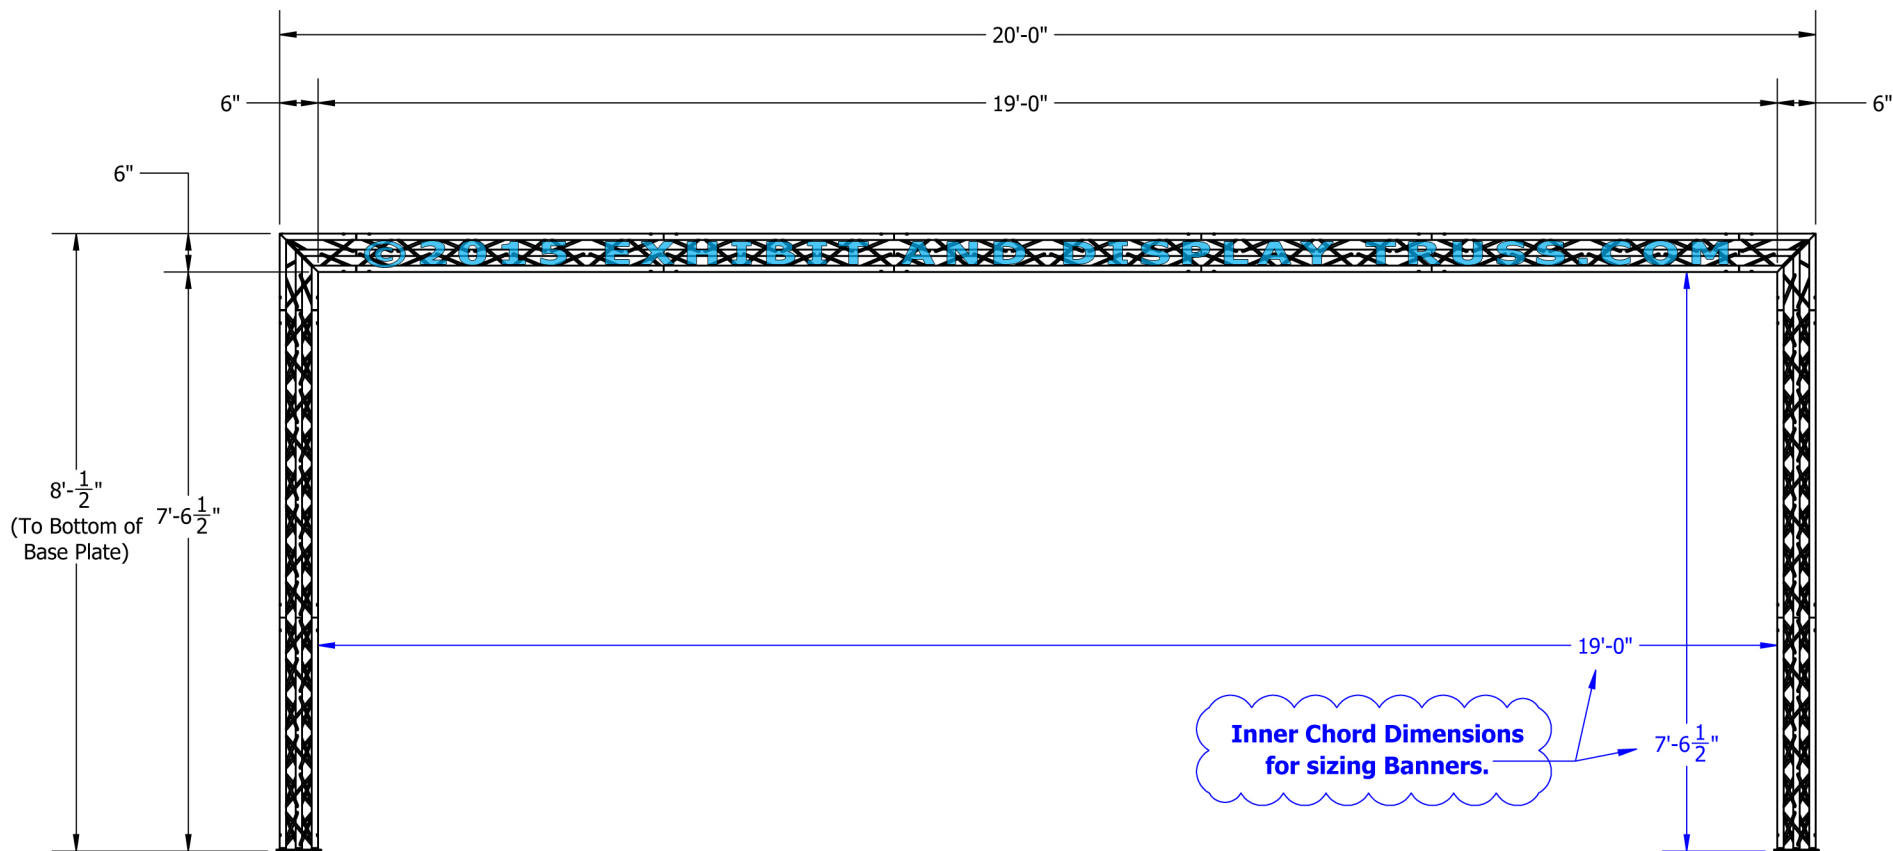 20'-0"
6"
19'-0"
6"
6"
©2015 EXHIBIT AND DISPLAY TRUSS.COM
8'-1/2"
(To Bottom of
Base Plate)
7'-6 1/2"
19'-0"
Inner Chord Dimensions
for sizing Banners.
7'-6 1/2"